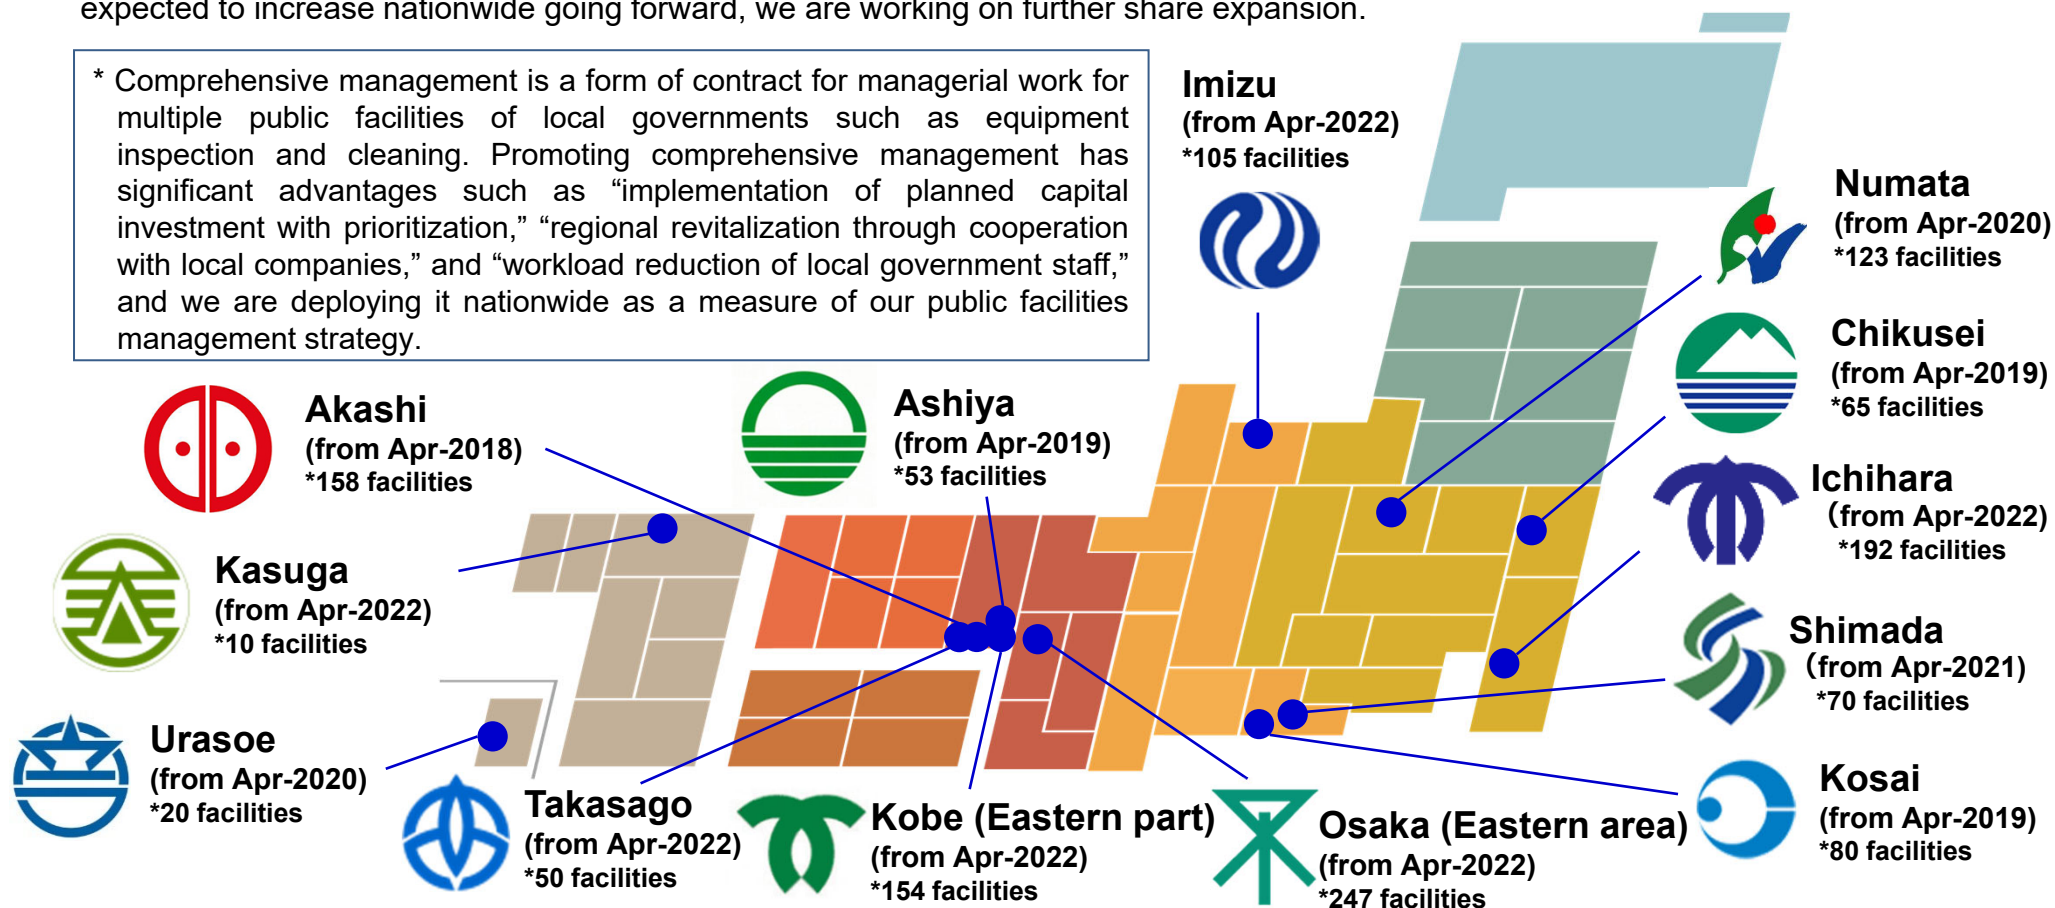 expected to increase nationwide going forward, we are working on further share expansion.
* Comprehensive management is a form of contract for managerial work for
multiple public facilities of local governments such as equipment
inspection and cleaning. Promoting comprehensive management has
significant advantages such as “implementation of planned capital
investment with prioritization,” “regional revitalization through cooperation
with local companies,” and “workload reduction of local government staff,”
and we are deploying it nationwide as a measure of our public facilities
management strategy.
Imizu
(from Apr-2022)
*105 facilities
Numata
(from Apr-2020)
*123 facilities
Chikusei
(from Apr-2019)
*65 facilities
Akashi
(from Apr-2018)
*158 facilities
Ashiya
(from Apr-2019)
*53 facilities
Ichihara
(from Apr-2022)
*192 facilities
Kasuga
(from Apr-2022)
*10 facilities
Shimada
(from Apr-2021)
*70 facilities
Urasoe
(from Apr-2020)
*20 facilities
Takasago
(from Apr-2022)
*50 facilities
Kobe (Eastern part)
(from Apr-2022)
*154 facilities
Osaka (Eastern area)
(from Apr-2022)
*247 facilities
Kosai
(from Apr-2019)
*80 facilities